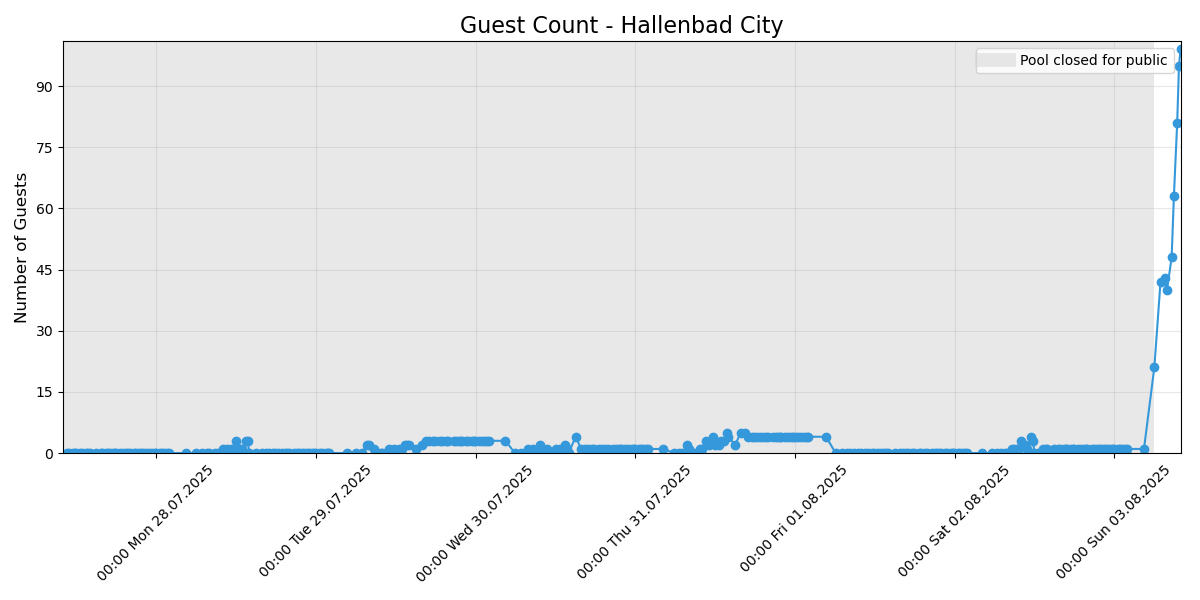 Guest Count - Hallenbad City
Pool closed for public
Number of Guests
90
75
60
45
30
15
0
00:00 Mon 28.07.2025
00:00 Tue 29.07.2025
00:00 Wed 30.07.2025
00:00 Thu 31.07.2025
00:00 Fri 01.08.2025
00:00 Sat 02.08.2025
00:00 Sun 03.08.2025